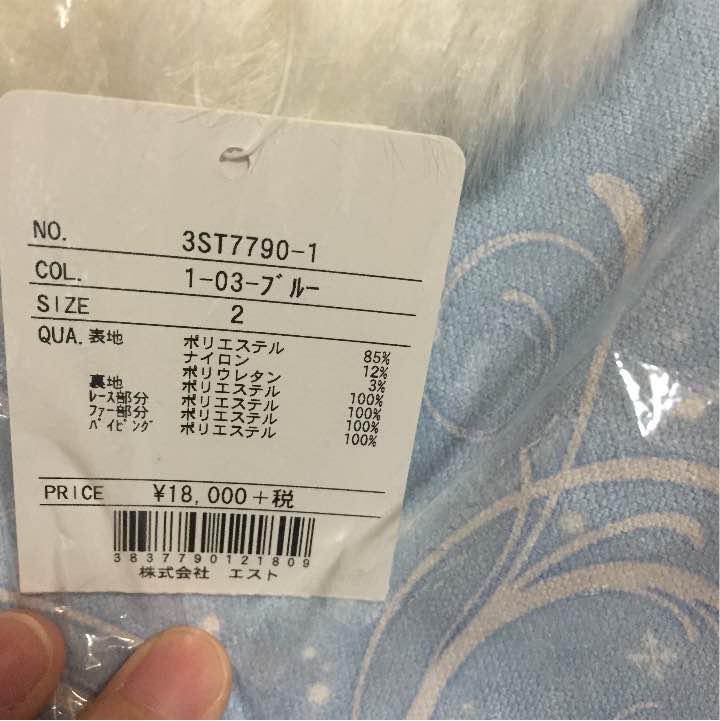 NO. 3ST7790-1
COL. 1-03-ブルー
SIZE 2
QUA. 表地 ポリエステル 85%
ナイロン 12%
ポリウレタン 3%
裏地 ポリエステル 100%
レース部分 ポリエステル 100%
ファー部分 ポリエステル 100%
パイピング ポリエステル 100%
PRICE ¥18,000+税
3837790121809
株式会社 エスト